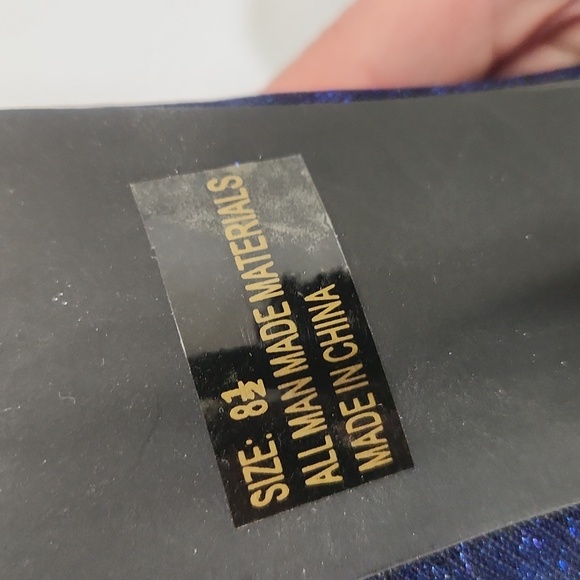 SIZE: 8½
ALL MAN MADE MATERIALS
MADE IN CHINA